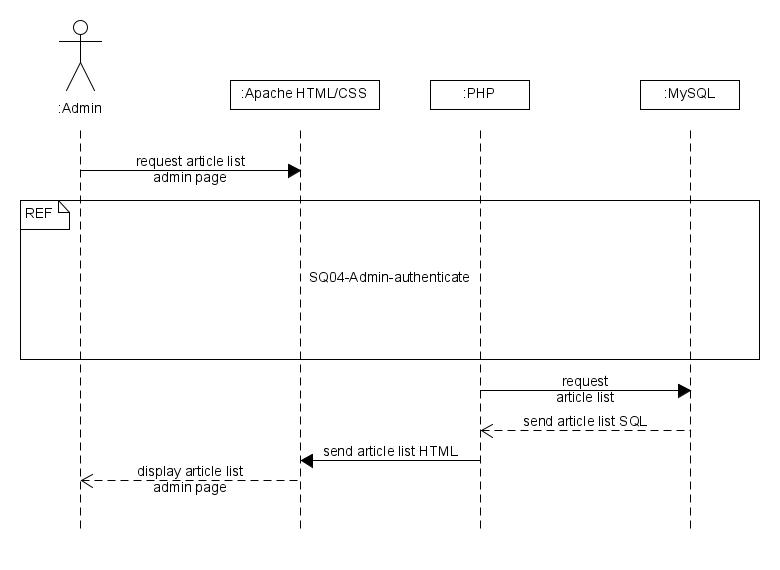 :Admin
:Apache HTML/CSS
:PHP
:MySQL
request article list
admin page
REF
SQ04-Admin-authenticate
request
article list
send article list SQL
send article list HTML
display article list
admin page